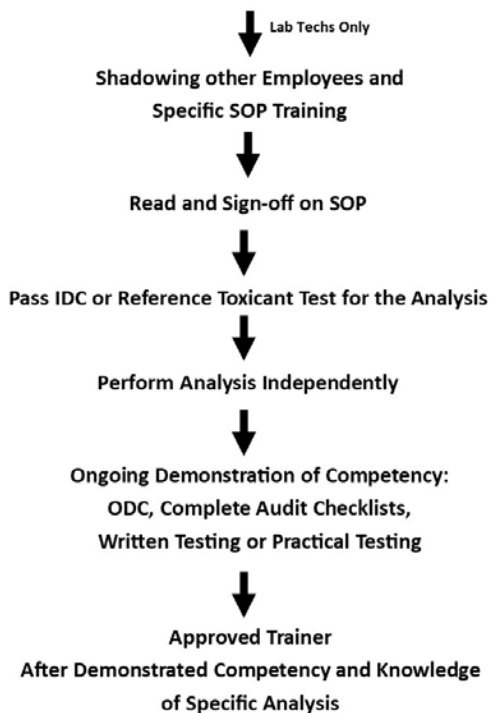 Lab Techs Only
Shadowing other Employees and
Specific SOP Training
Read and Sign-off on SOP
Pass IDC or Reference Toxicant Test for the Analysis
Perform Analysis Independently
Ongoing Demonstration of Competency:
ODC, Complete Audit Checklists,
Written Testing or Practical Testing
Approved Trainer
After Demonstrated Competency and Knowledge
of Specific Analysis